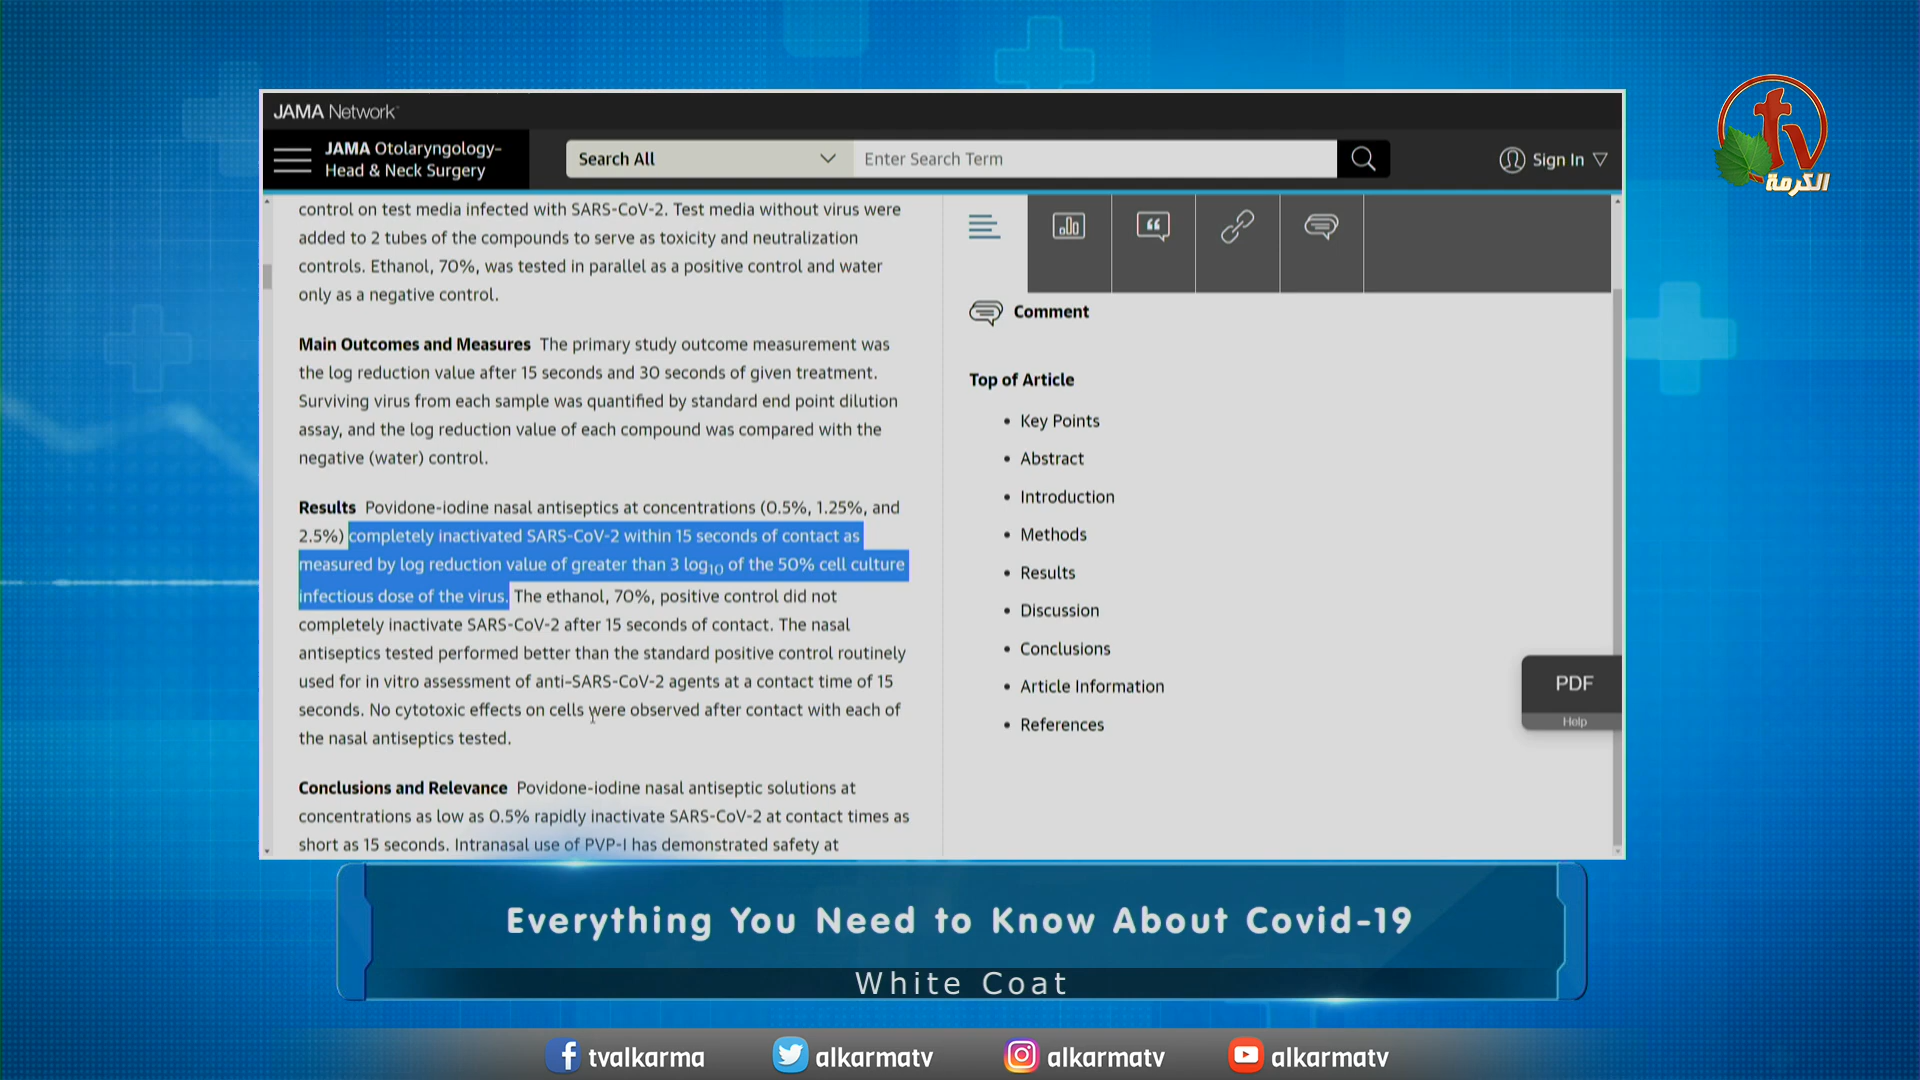 JAMA Network
JAMA Otolaryngology–
Head & Neck Surgery
Search All
Enter Search Term
Sign In
tv
الكرمة
control on test media infected with SARS-CoV-2. Test media without virus were
added to 2 tubes of the compounds to serve as toxicity and neutralization
controls. Ethanol, 70%, was tested in parallel as a positive control and water
only as a negative control.
Main Outcomes and Measures The primary study outcome measurement was
the log reduction value after 15 seconds and 30 seconds of given treatment.
Surviving virus from each sample was quantified by standard end point dilution
assay, and the log reduction value of each compound was compared with the
negative (water) control.
Results Povidone-iodine nasal antiseptics at concentrations (0.5%, 1.25%, and
2.5%) completely inactivated SARS-CoV-2 within 15 seconds of contact as
measured by log reduction value of greater than 3 log10 of the 50% cell culture
infectious dose of the virus. The ethanol, 70%, positive control did not
completely inactivate SARS-CoV-2 after 15 seconds of contact. The nasal
antiseptics tested performed better than the standard positive control routinely
used for in vitro assessment of anti–SARS-CoV-2 agents at a contact time of 15
seconds. No cytotoxic effects on cells were observed after contact with each of
the nasal antiseptics tested.
Conclusions and Relevance Povidone-iodine nasal antiseptic solutions at
concentrations as low as 0.5% rapidly inactivate SARS-CoV-2 at contact times as
short as 15 seconds. Intranasal use of PVP-I has demonstrated safety at
Comment
Top of Article
• Key Points
• Abstract
• Introduction
• Methods
• Results
• Discussion
• Conclusions
• Article Information
• References
PDF
Help
Everything You Need to Know About Covid-19
White Coat
tvalkarma
alkarmatv
alkarmatv
alkarmatv